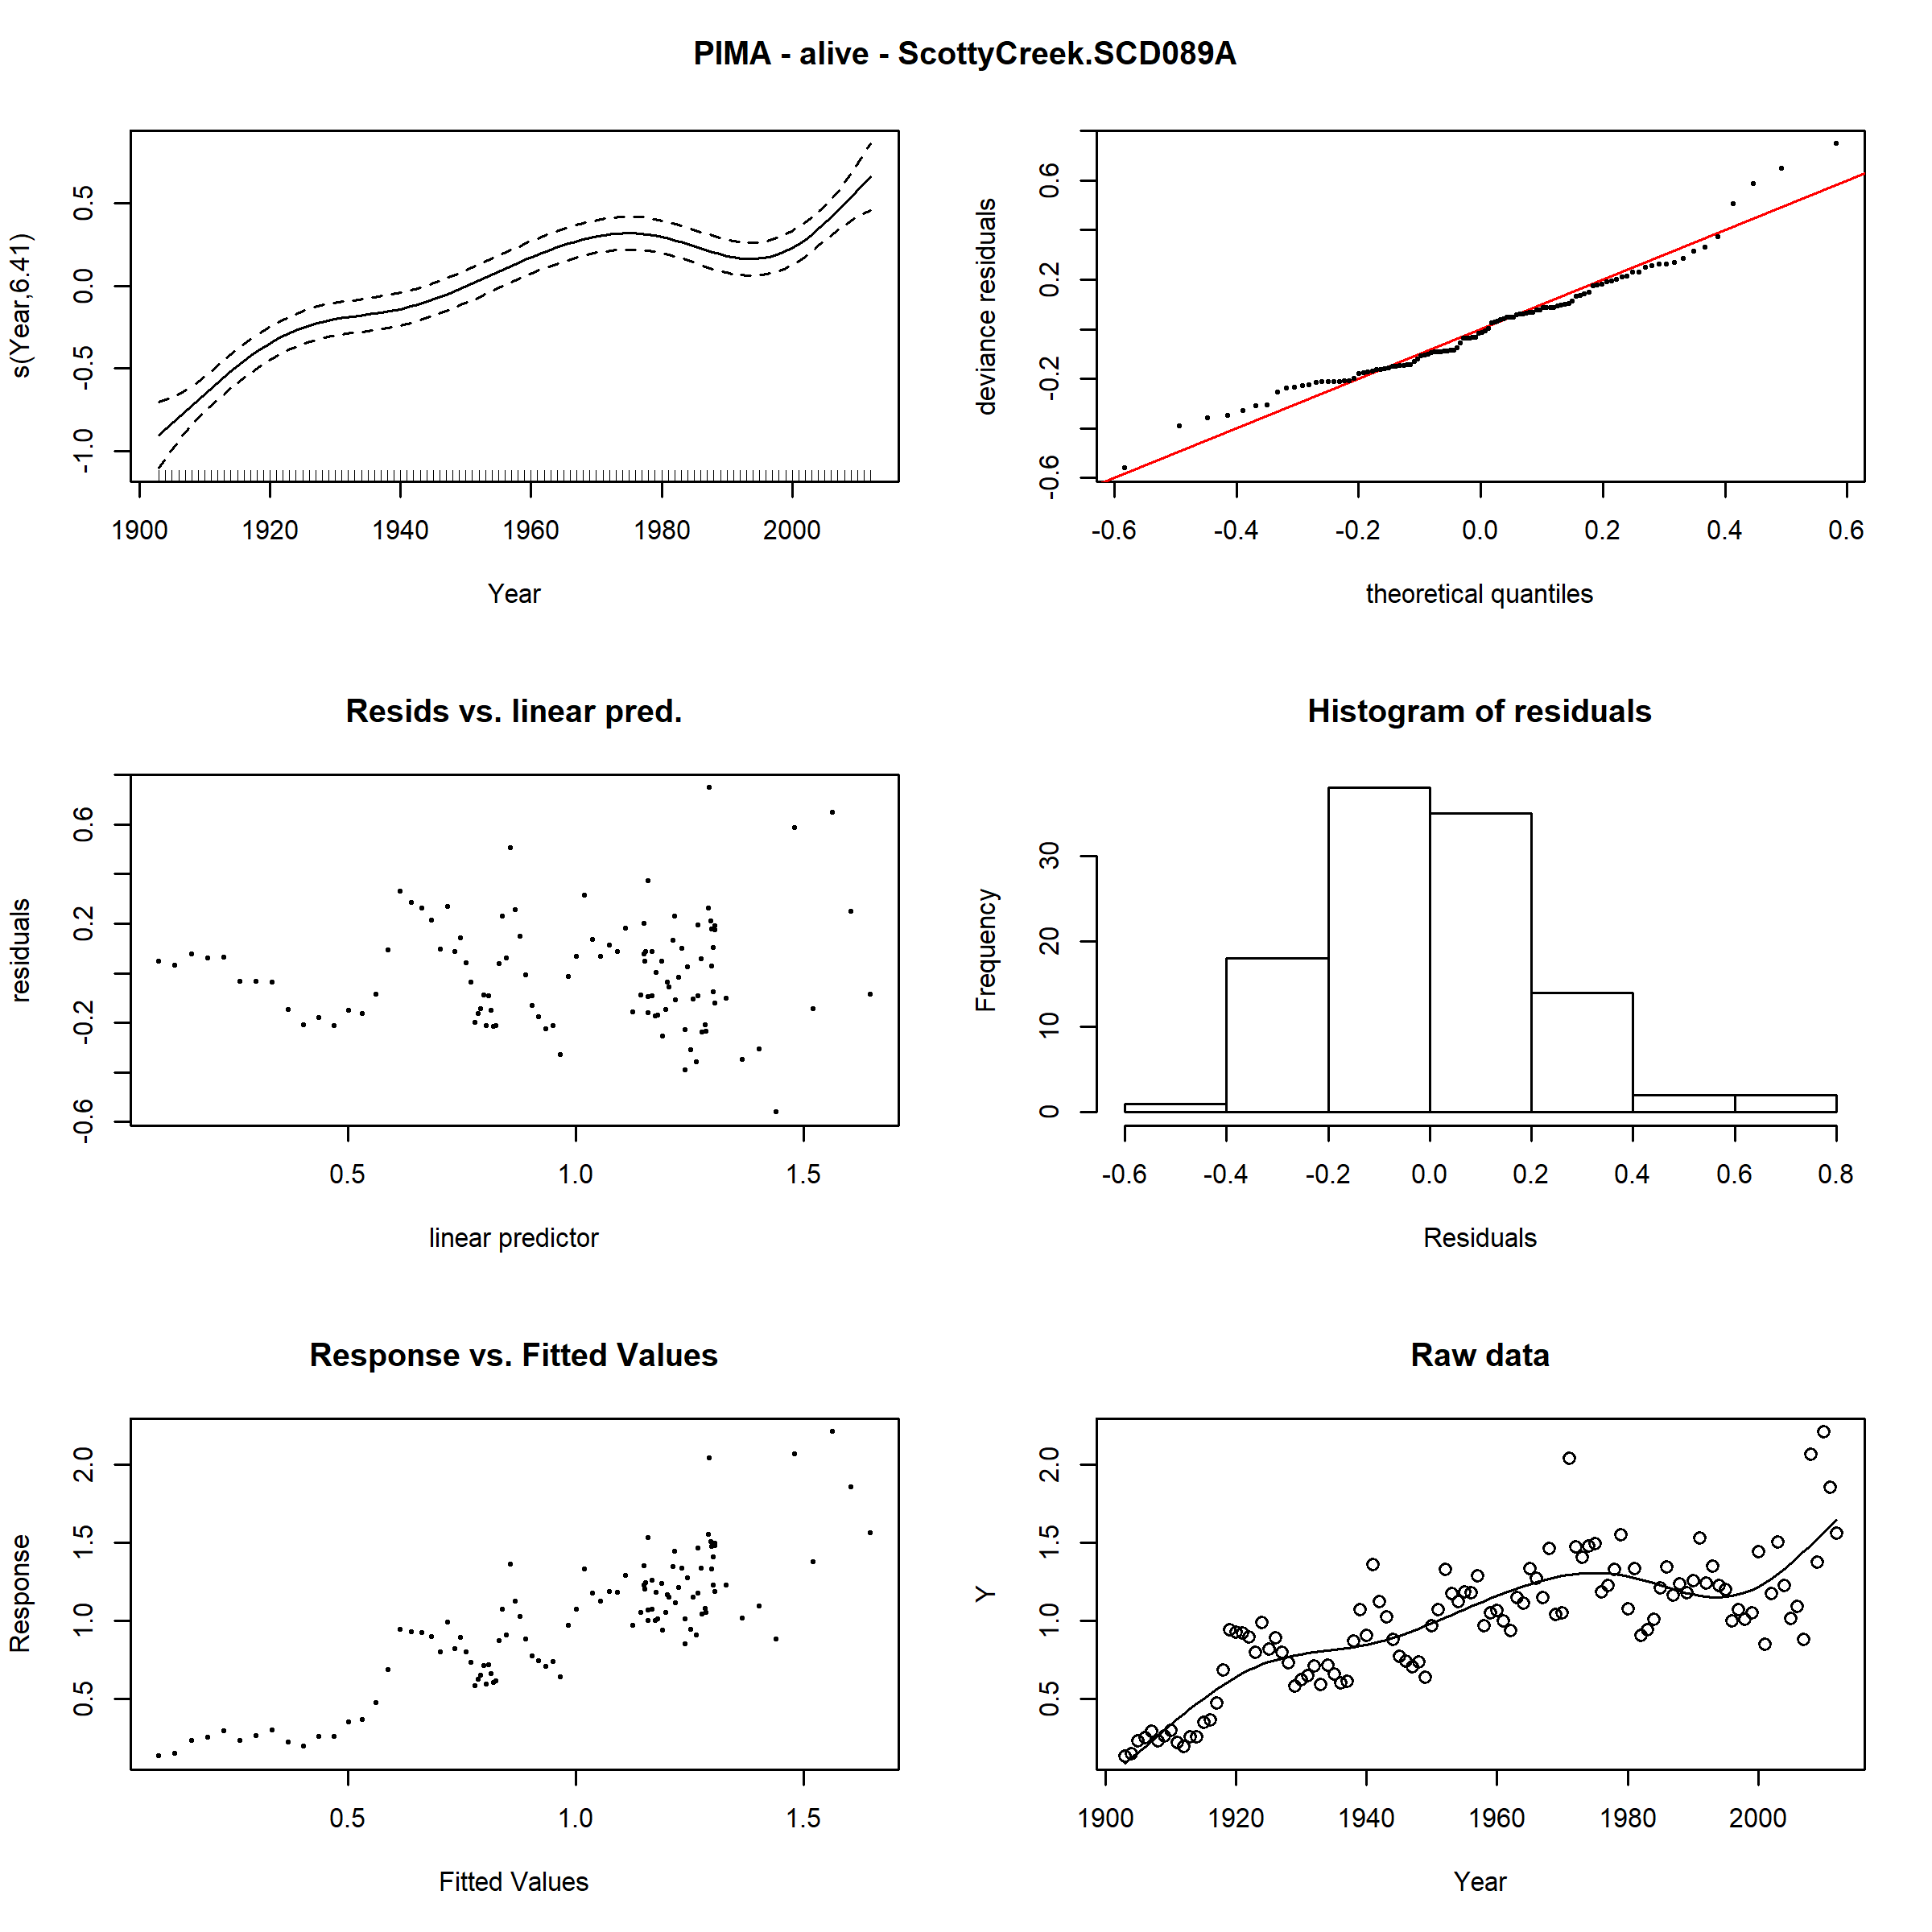 PIMA - alive - ScottyCreek.SCD089A
s(Year,6.41)
-1.0 -0.5 0.0 0.5
1900 1920 1940 1960 1980 2000
Year
deviance residuals
-0.6 -0.2 0.2 0.6
-0.6 -0.4 -0.2 0.0 0.2 0.4 0.6
theoretical quantiles
Resids vs. linear pred.
residuals
-0.6 -0.2 0.2 0.6
0.5 1.0 1.5
linear predictor
Histogram of residuals
Frequency
0 10 20 30
-0.6 -0.4 -0.2 0.0 0.2 0.4 0.6 0.8
Residuals
Response vs. Fitted Values
Response
0.5 1.0 1.5 2.0
0.5 1.0 1.5
Fitted Values
Raw data
Y
0.5 1.0 1.5 2.0
1900 1920 1940 1960 1980 2000
Year